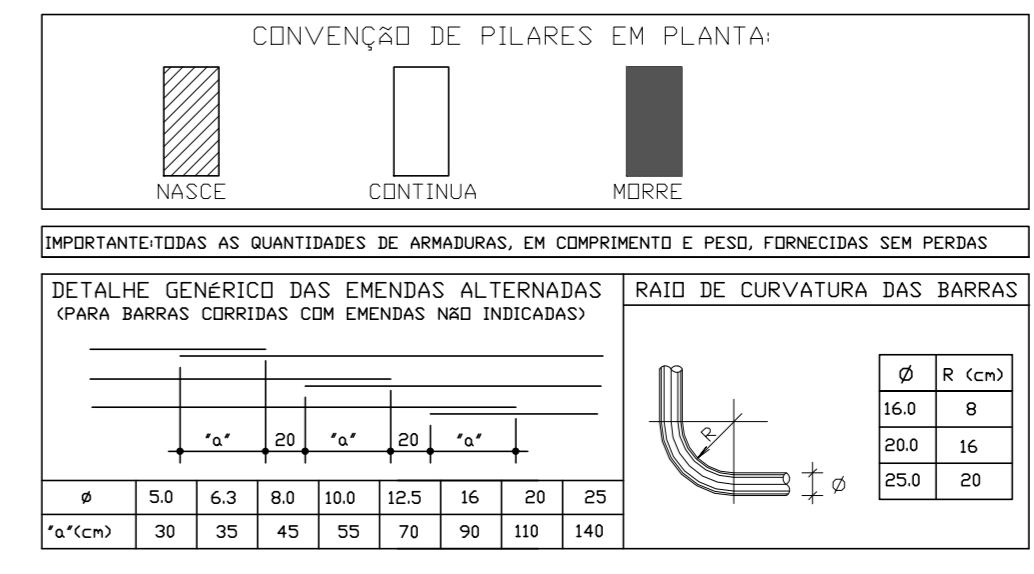 CONVENÇÃO DE PILARES EM PLANTA:
NASCE
CONTINUA
MORRE
IMPORTANTE:TODAS AS QUANTIDADES DE ARMADURAS, EM COMPRIMENTO E PESO, FORNECIDAS SEM PERDAS
DETALHE GENÉRICO DAS EMENDAS ALTERNADAS
(PARA BARRAS CORRIDAS COM EMENDAS NÃO INDICADAS)
"a" 20 "a" 20 "a"
ø 5.0 6.3 8.0 10.0 12.5 16 20 25
"a"(cm) 30 35 45 55 70 90 110 140
RAIO DE CURVATURA DAS BARRAS
R
Ø
Ø R (cm)
16.0 8
20.0 16
25.0 20